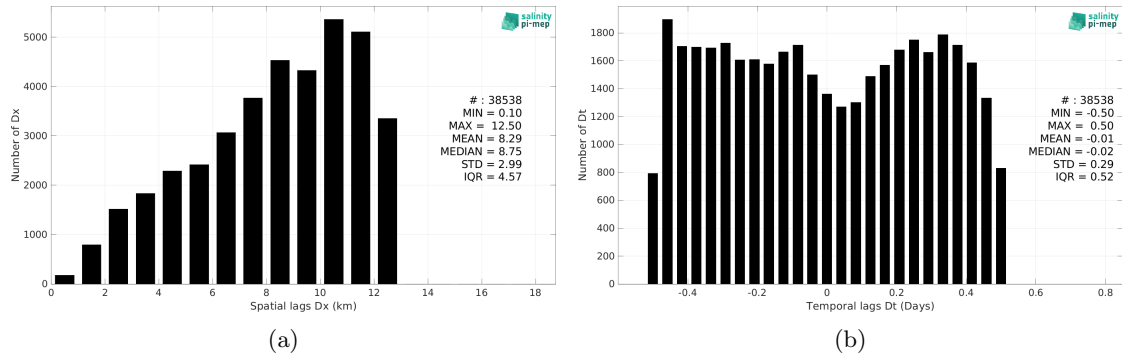 salinity
pi-mep
5000
4000
3000
2000
1000
0
Number of Dx
# : 38538
MIN = 0.10
MAX = 12.50
MEAN = 8.29
MEDIAN = 8.75
STD = 2.99
IQR = 4.57
0 2 4 6 8 10 12 14 16 18
Spatial lags Dx (km)
(a)
salinity
pi-mep
1800
1600
1400
1200
1000
800
600
400
200
0
Number of Dt
# : 38538
MIN = -0.50
MAX = 0.50
MEAN = -0.01
MEDIAN = -0.02
STD = 0.29
IQR = 0.52
-0.4 -0.2 0 0.2 0.4 0.6 0.8
Temporal lags Dt (Days)
(b)